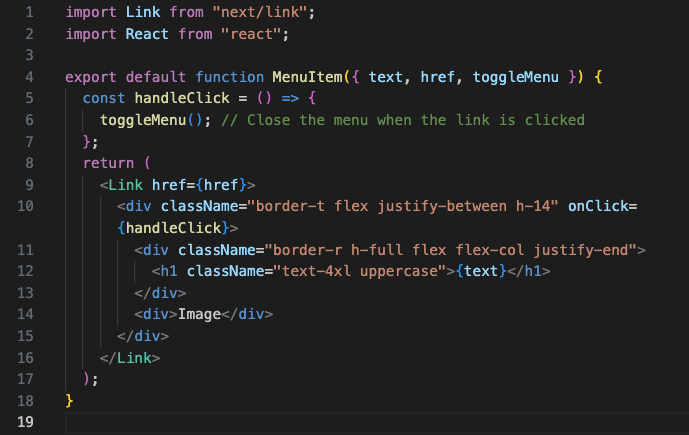 1 import Link from "next/link";
2 import React from "react";
3
4 export default function MenuItem({ text, href, toggleMenu }) {
5   const handleClick = () => {
6     toggleMenu(); // Close the menu when the link is clicked
7   };
8   return (
9     <Link href={href}>
10       <div className="border-t flex justify-between h-14" onClick=
      {handleClick}>
11         <div className="border-r h-full flex flex-col justify-end">
12           <h1 className="text-4xl uppercase">{text}</h1>
13         </div>
14         <div>Image</div>
15       </div>
16     </Link>
17   );
18 }
19